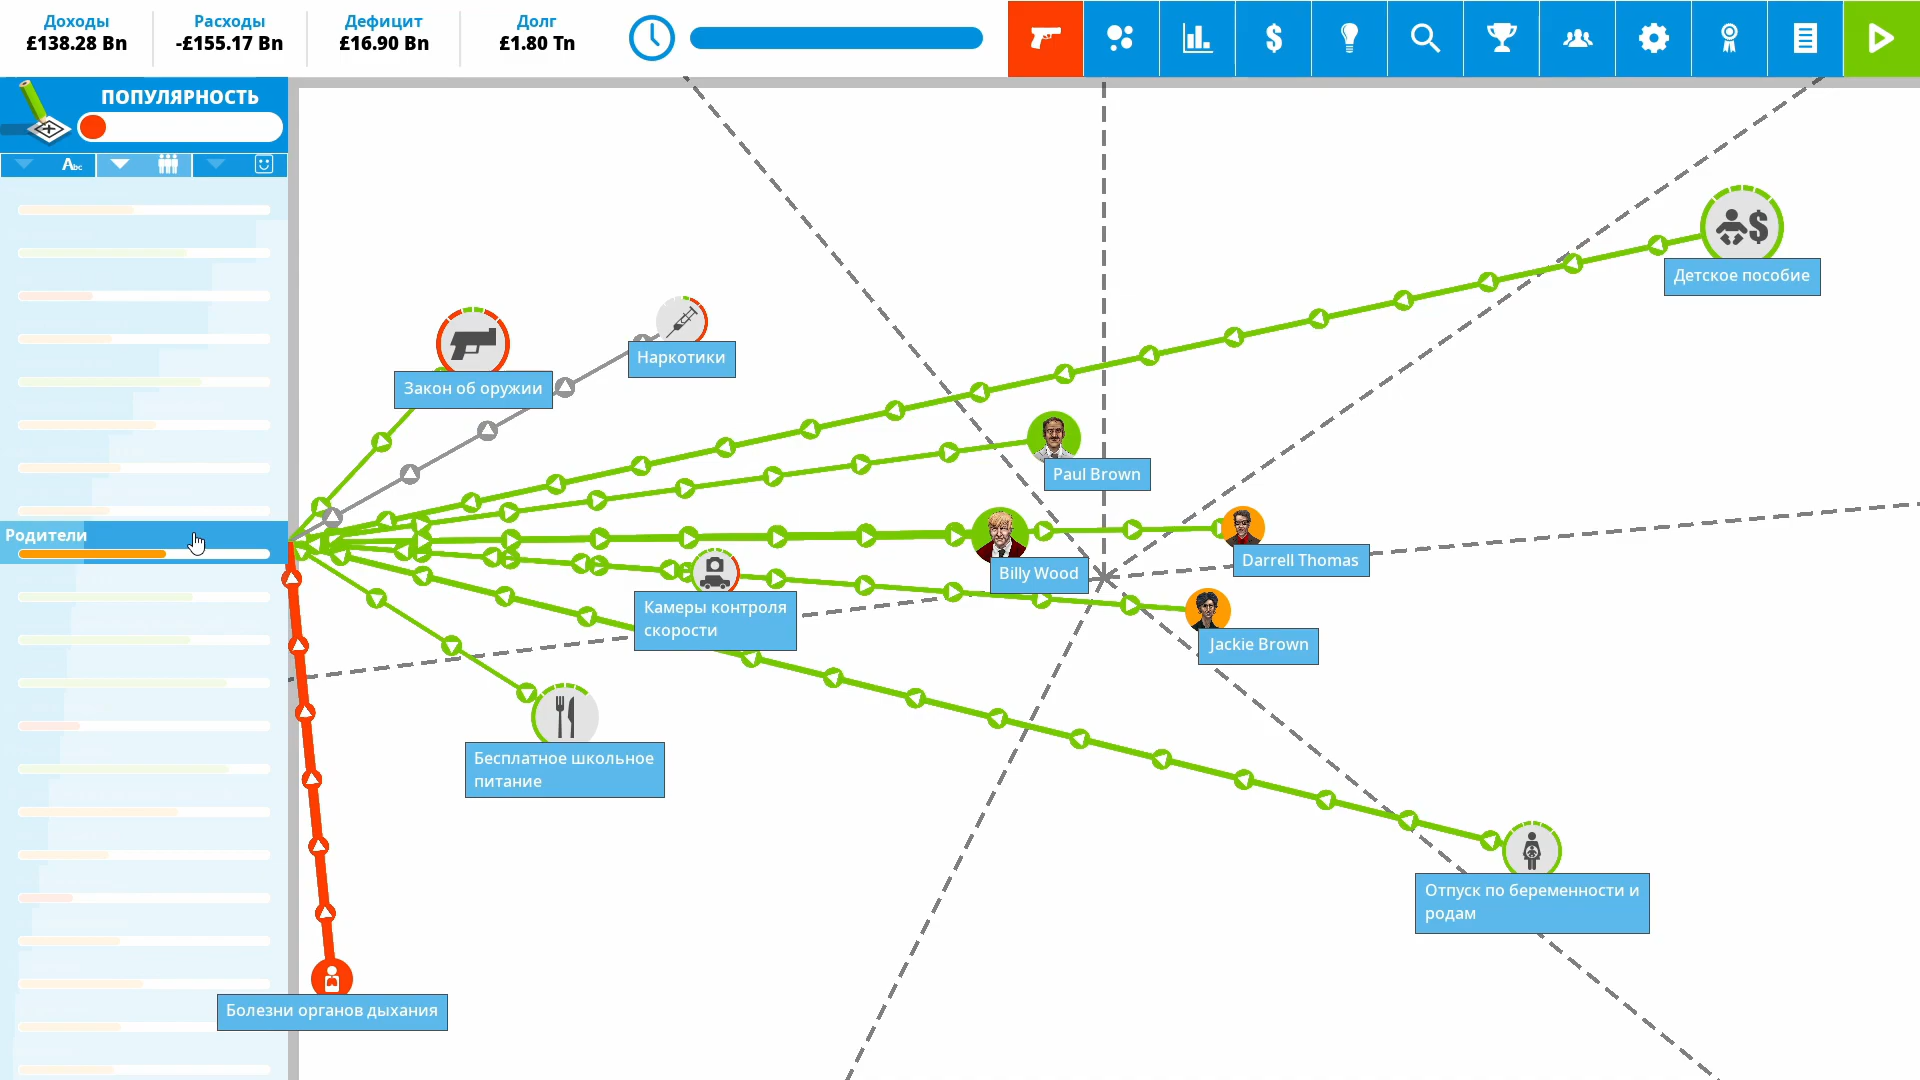 Доходы
£138.28 Bn
Расходы
-£155.17 Bn
Дефицит
£16.90 Bn
Долг
£1.80 Tn
ПОПУЛЯРНОСТЬ
Abc
Детское пособие
Наркотики
Закон об оружии
Paul Brown
Родители
Darrell Thomas
Billy Wood
Камеры контроля
скорости
Jackie Brown
Бесплатное школьное
питание
Отпуск по беременности и
родам
Болезни органов дыхания